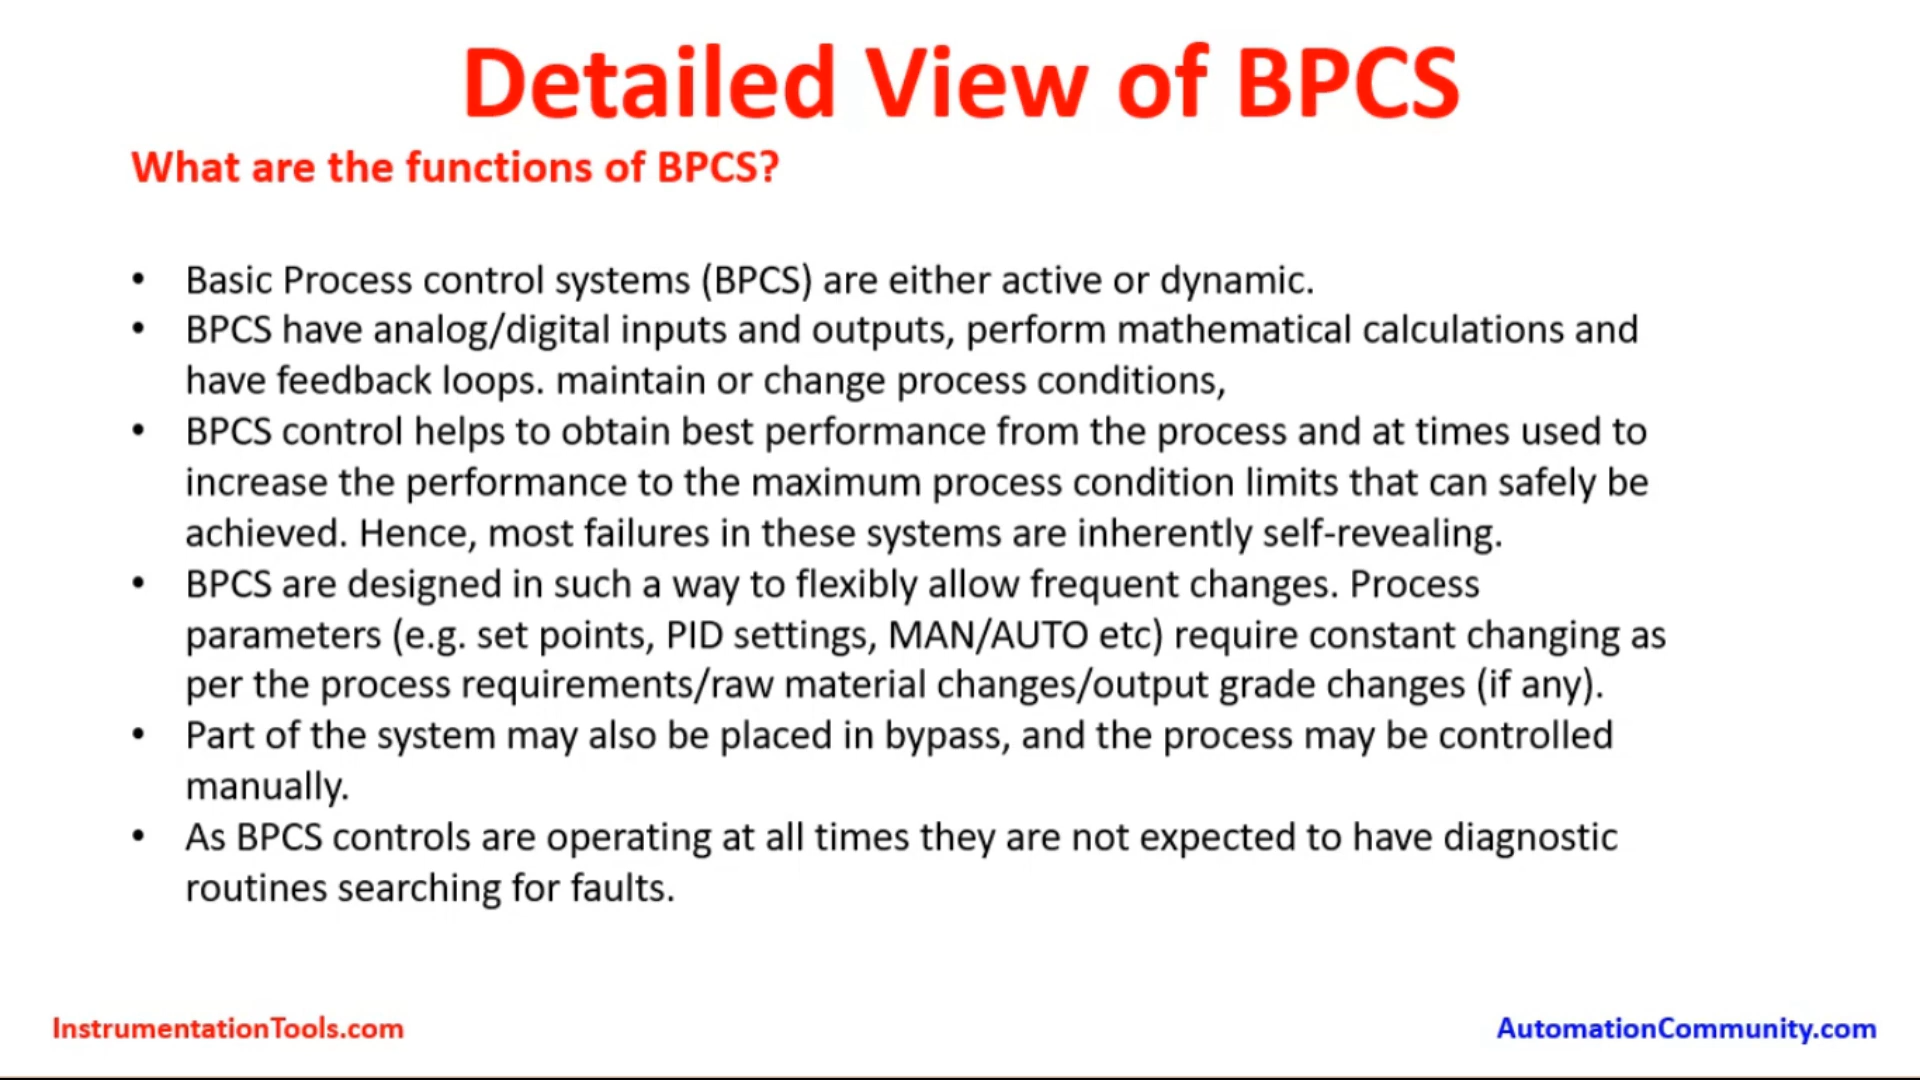 Detailed View of BPCS
What are the functions of BPCS?
• Basic Process control systems (BPCS) are either active or dynamic.
• BPCS have analog/digital inputs and outputs, perform mathematical calculations and
have feedback loops. maintain or change process conditions,
• BPCS control helps to obtain best performance from the process and at times used to
increase the performance to the maximum process condition limits that can safely be
achieved. Hence, most failures in these systems are inherently self-revealing.
• BPCS are designed in such a way to flexibly allow frequent changes. Process
parameters (e.g. set points, PID settings, MAN/AUTO etc) require constant changing as
per the process requirements/raw material changes/output grade changes (if any).
• Part of the system may also be placed in bypass, and the process may be controlled
manually.
• As BPCS controls are operating at all times they are not expected to have diagnostic
routines searching for faults.
InstrumentationTools.com
AutomationCommunity.com